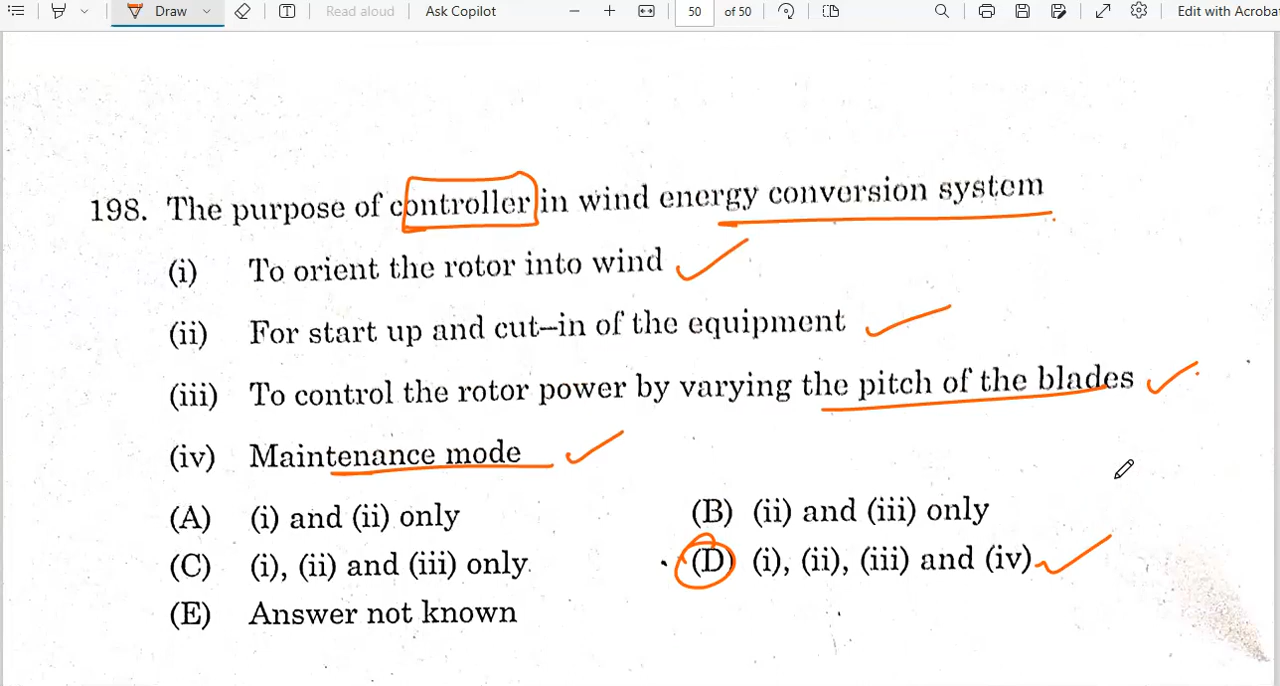 Draw Read aloud Ask Copilot 50 of 50 Edit with Acroba
198. The purpose of controller in wind energy conversion system
(i) To orient the rotor into wind
(ii) For start up and cut–in of the equipment
(iii) To control the rotor power by varying the pitch of the blades
(iv) Maintenance mode
(A) (i) and (ii) only (B) (ii) and (iii) only
(C) (i), (ii) and (iii) only (D) (i), (ii), (iii) and (iv)
(E) Answer not known